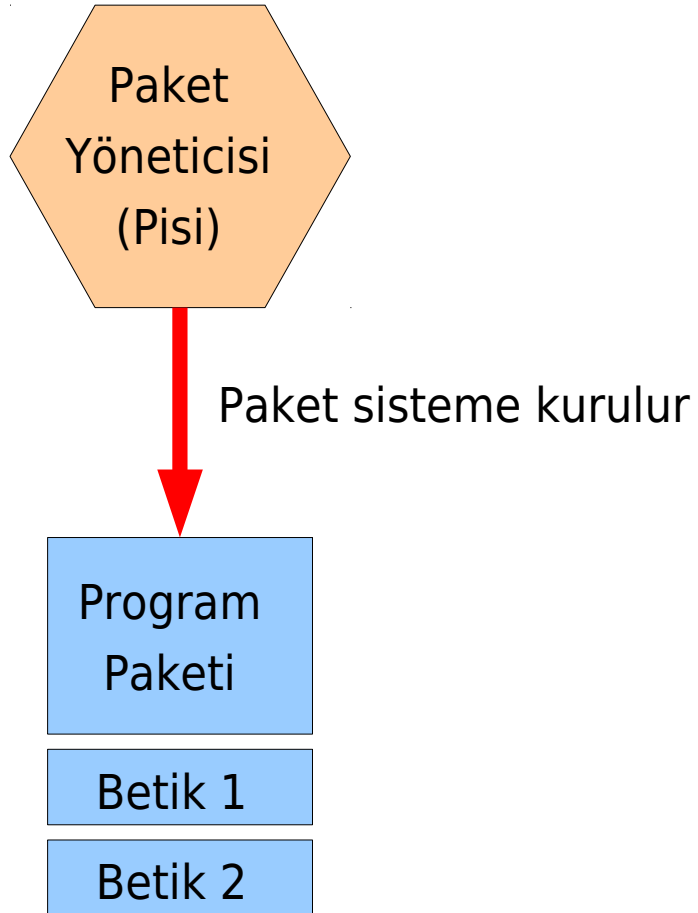 Paket
Yöneticisi
(Pisi)
Paket sisteme kurulur
Program
Paketi
Betik 1
Betik 2